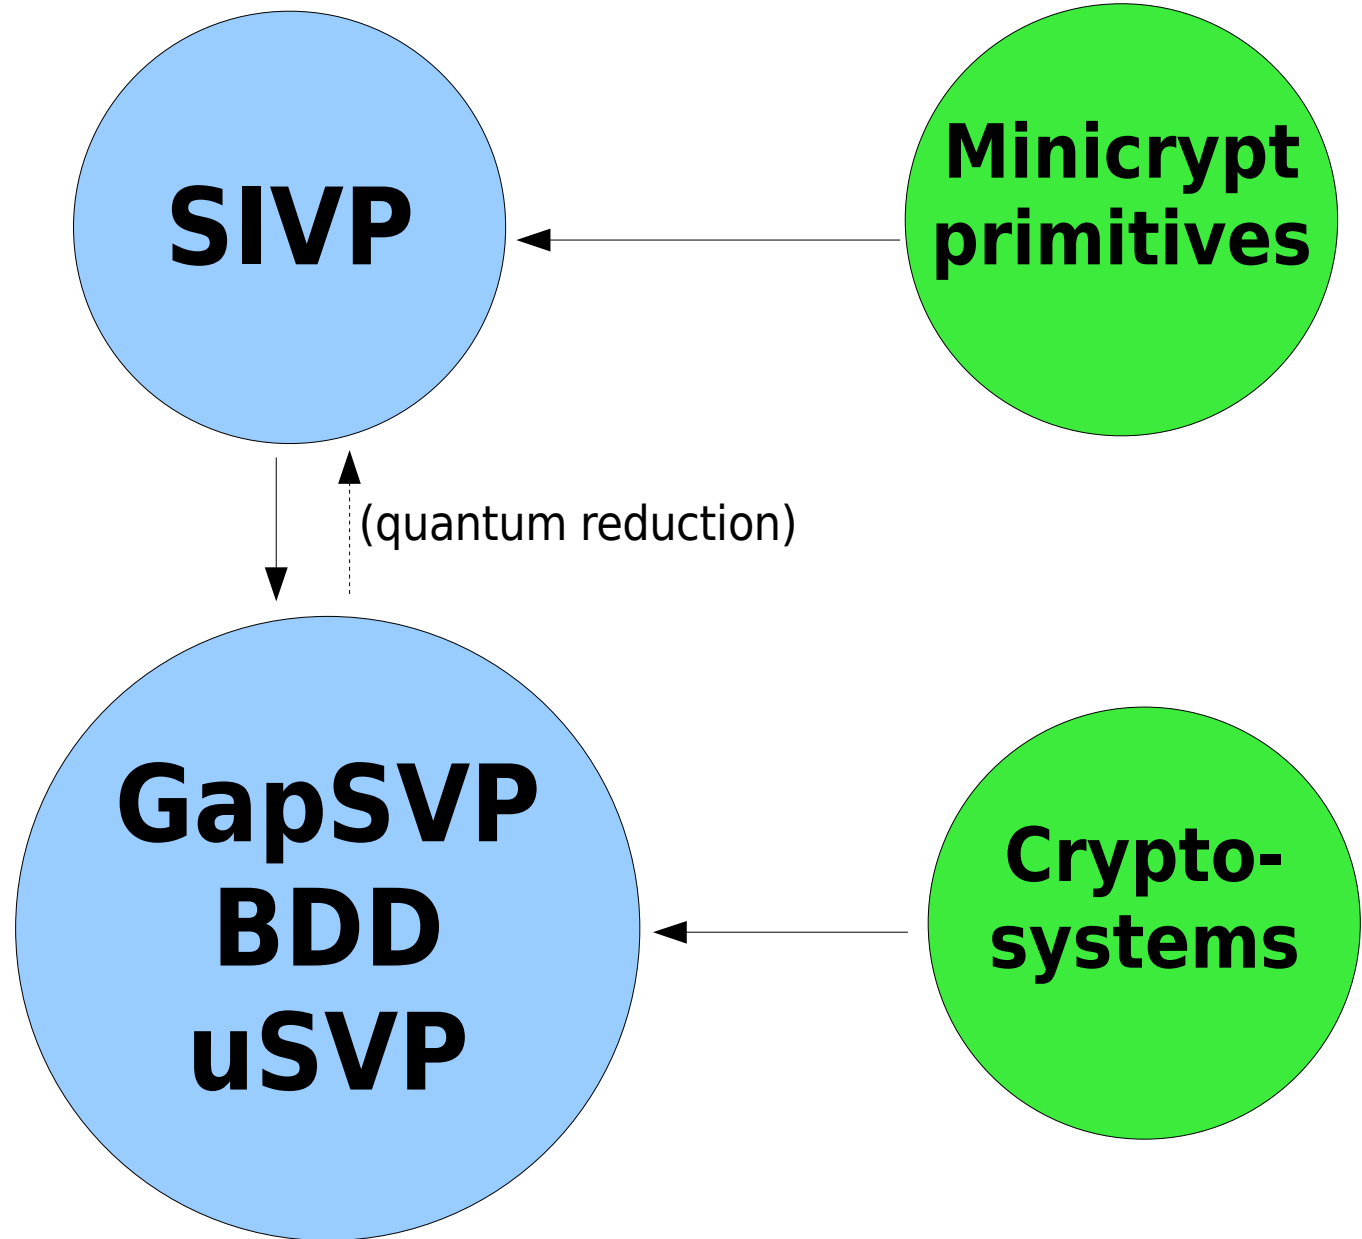 SIVP
Minicrypt
primitives
(quantum reduction)
GapSVP
BDD
uSVP
Crypto-
systems